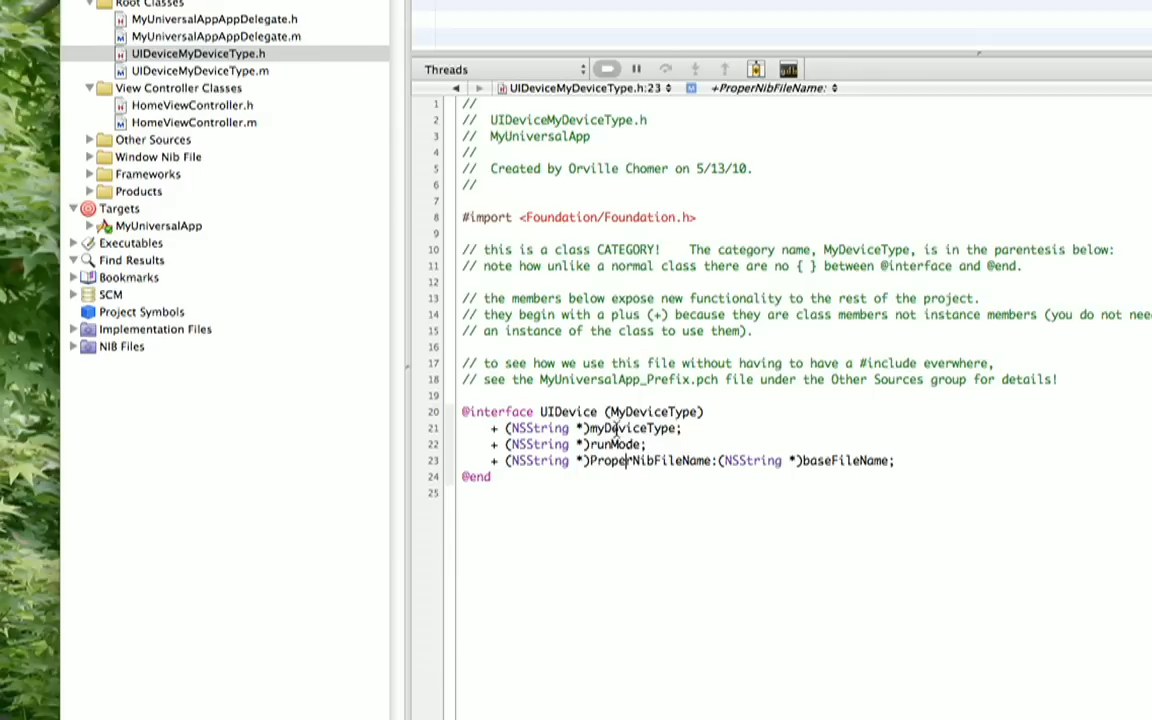 Root Classes
MyUniversalAppAppDelegate.h
MyUniversalAppAppDelegate.m
UIDeviceMyDeviceType.h
UIDeviceMyDeviceType.m
View Controller Classes
HomeViewController.h
HomeViewController.m
Other Sources
Window Nib File
Frameworks
Products
Targets
MyUniversalApp
Executables
Find Results
Bookmarks
SCM
Project Symbols
Implementation Files
NIB Files
Threads
UIDeviceMyDeviceType.h:23 +ProperNibFileName:
1 //
2 // UIDeviceMyDeviceType.h
3 // MyUniversalApp
4 //
5 // Created by Orville Chomer on 5/13/10.
6 //
7
8 #import <Foundation/Foundation.h>
9
10 // this is a class CATEGORY! The category name, MyDeviceType, is in the parentesis below:
11 // note how unlike a normal class there are no { } between @interface and @end.
12
13 // the members below expose new functionality to the rest of the project.
14 // they begin with a plus (+) because they are class members not instance members (you do not nee
15 // an instance of the class to use them).
16
17 // to see how we use this file without having to have a #include everwhere,
18 // see the MyUniversalApp_Prefix.pch file under the Other Sources group for details!
19
20 @interface UIDevice (MyDeviceType)
21 + (NSString *)myDeviceType;
22 + (NSString *)runMode;
23 + (NSString *)ProperNibFileName:(NSString *)baseFileName;
24 @end
25